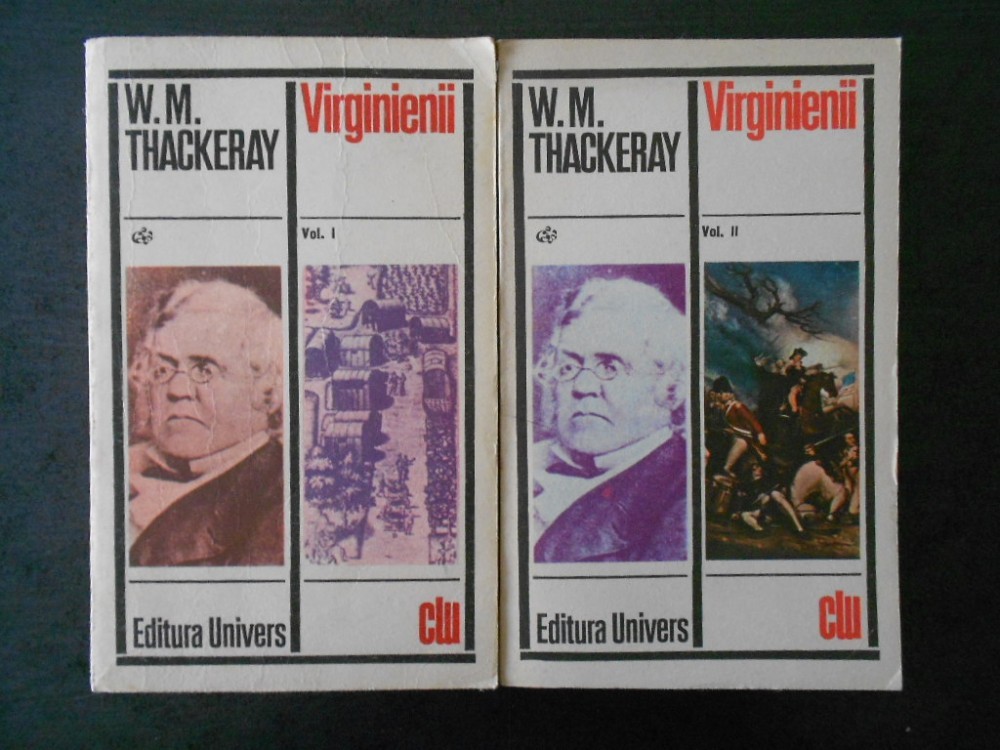 W. M.
THACKERAY
Virginienii
Vol. I
Editura Univers
clu
W. M.
THACKERAY
Virginienii
Vol. II
Editura Univers
clu